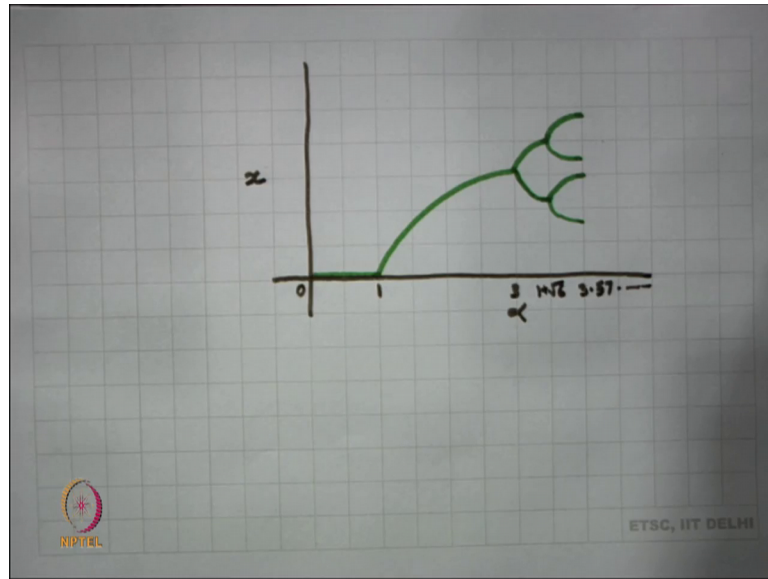 x
0 1 3 1+√6 3.57.---
α
NPTEL
ETSC, IIT DELHI